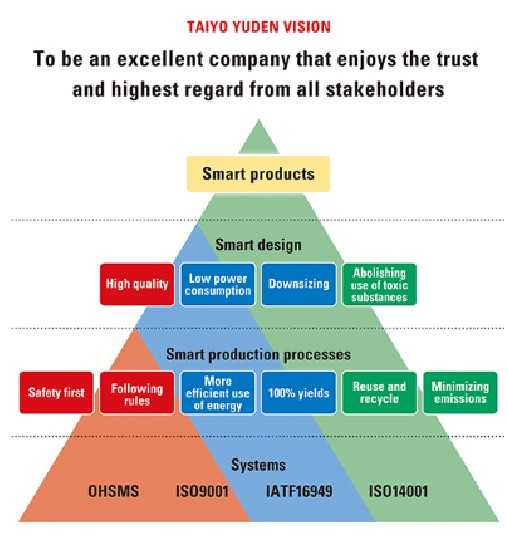 TAIYO YUDEN VISION
To be an excellent company that enjoys the trust
and highest regard from all stakeholders
Smart products
Smart design
High quality
Low power
consumption
Downsizing
Abolishing
use of toxic
substances
Smart production processes
Safety first
Following
rules
More
efficient use
of energy
100% yields
Reuse and
recycle
Minimizing
emissions
Systems
OHSMS ISO9001 IATF16949 ISO14001